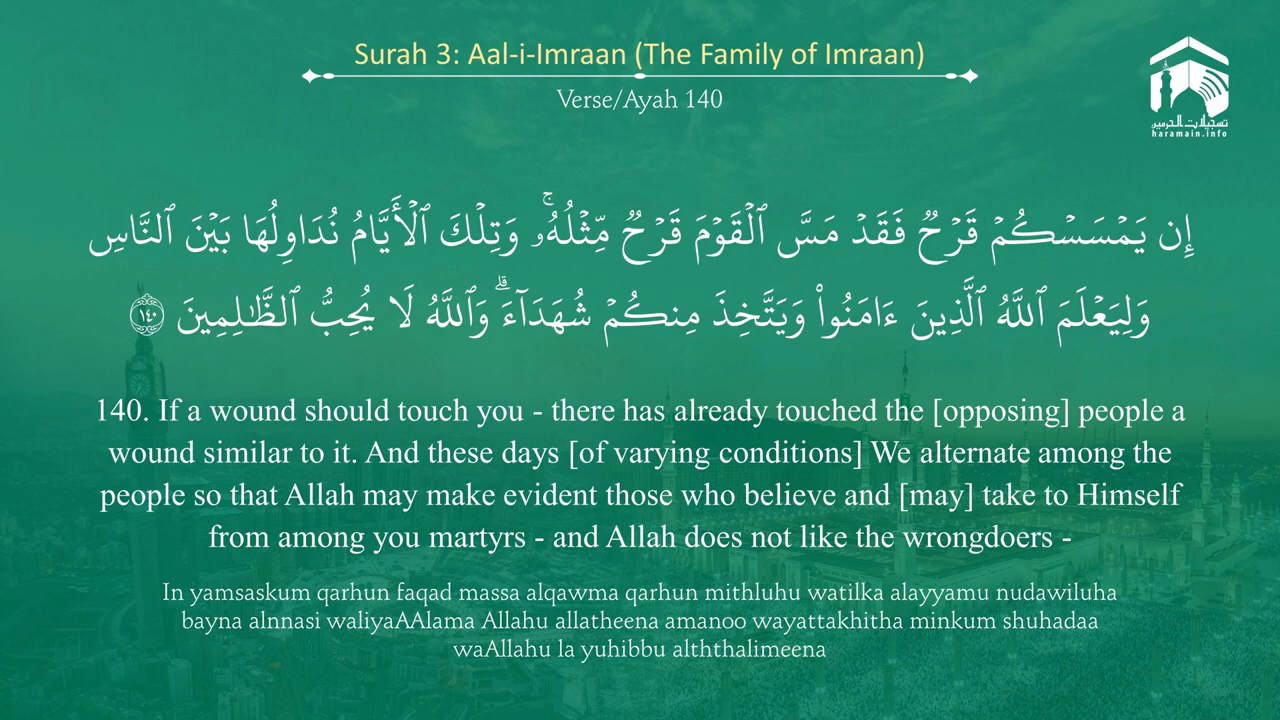 Surah 3: Aal-i-Imraan (The Family of Imraan)
Verse/Ayah 140
تسجيلات الحرمين
haramain.info
إِن يَمْسَسْكُمْ قَرْحٌ فَقَدْ مَسَّ ٱلْقَوْمَ قَرْحٌ مِّثْلُهُۥ ۚ وَتِلْكَ ٱلْأَيَّامُ نُدَاوِلُهَا بَيْنَ ٱلنَّاسِ
وَلِيَعْلَمَ ٱللَّهُ ٱلَّذِينَ ءَامَنُوا۟ وَيَتَّخِذَ مِنكُمْ شُهَدَآءَ ۗ وَٱللَّهُ لَا يُحِبُّ ٱلظَّـٰلِمِينَ ١٤٠
140. If a wound should touch you - there has already touched the [opposing] people a
wound similar to it. And these days [of varying conditions] We alternate among the
people so that Allah may make evident those who believe and [may] take to Himself
from among you martyrs - and Allah does not like the wrongdoers -
In yamsaskum qarhun faqad massa alqawma qarhun mithluhu watilka alayyamu nudawiluha
bayna alnnasi waliyaAAlama Allahu allatheena amanoo wayattakhitha minkum shuhadaa
waAllahu la yuhibbu alththalimeena